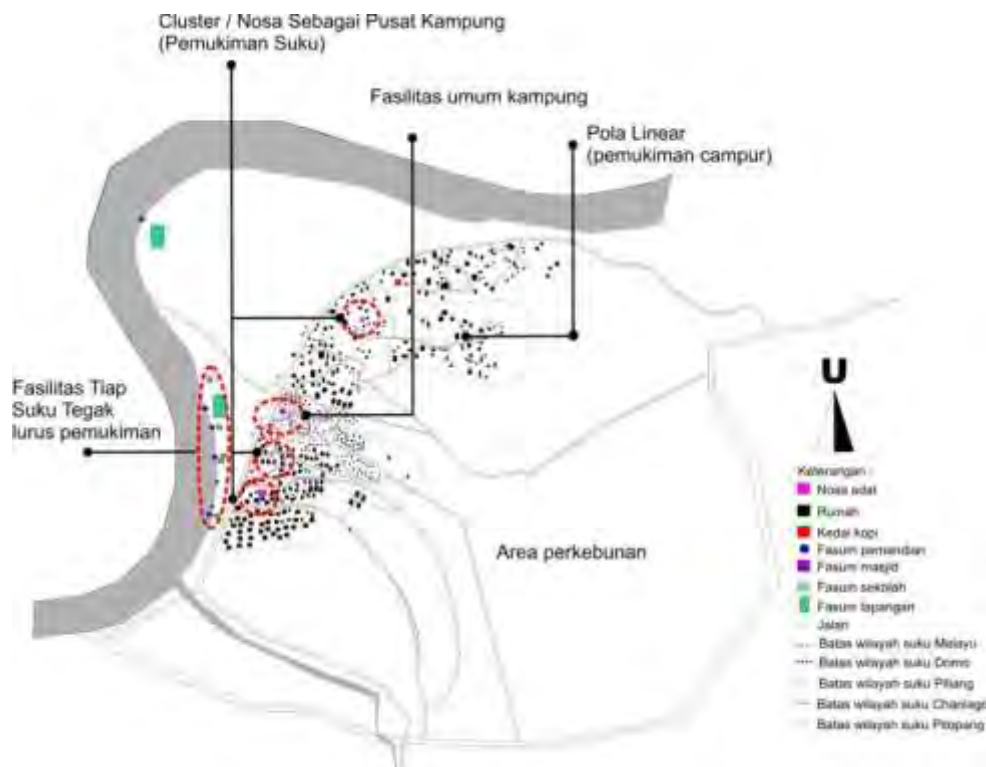 Cluster / Nosa Sebagai Pusat Kampung
(Pemukiman Suku)
Fasilitas umum kampung
Pola Linear
(pemukiman campur)
Fasilitas Tiap
Suku Tegak
lurus pemukiman
Area perkebunan
U
Keterangan :
Nosa adat
Rumah
Kedai kopi
Fasum pemandian
Fasum masjid
Fasum sekolah
Fasum lapangan
Jalan
Batas wilayah suku Melayu
Batas wilayah suku Domo
Batas wilayah suku Piliang
Batas wilayah suku Chaniago
Batas wilayah suku Pitopang